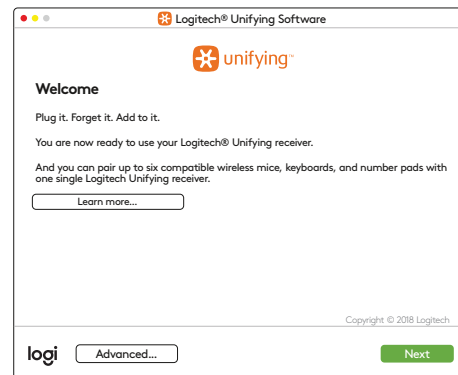 Logitech® Unifying Software
unifying™
Welcome
Plug it. Forget it. Add to it.
You are now ready to use your Logitech® Unifying receiver.
And you can pair up to six compatible wireless mice, keyboards, and number pads with
one single Logitech Unifying receiver.
Learn more...
Copyright © 2018 Logitech
logi
Advanced...
Next